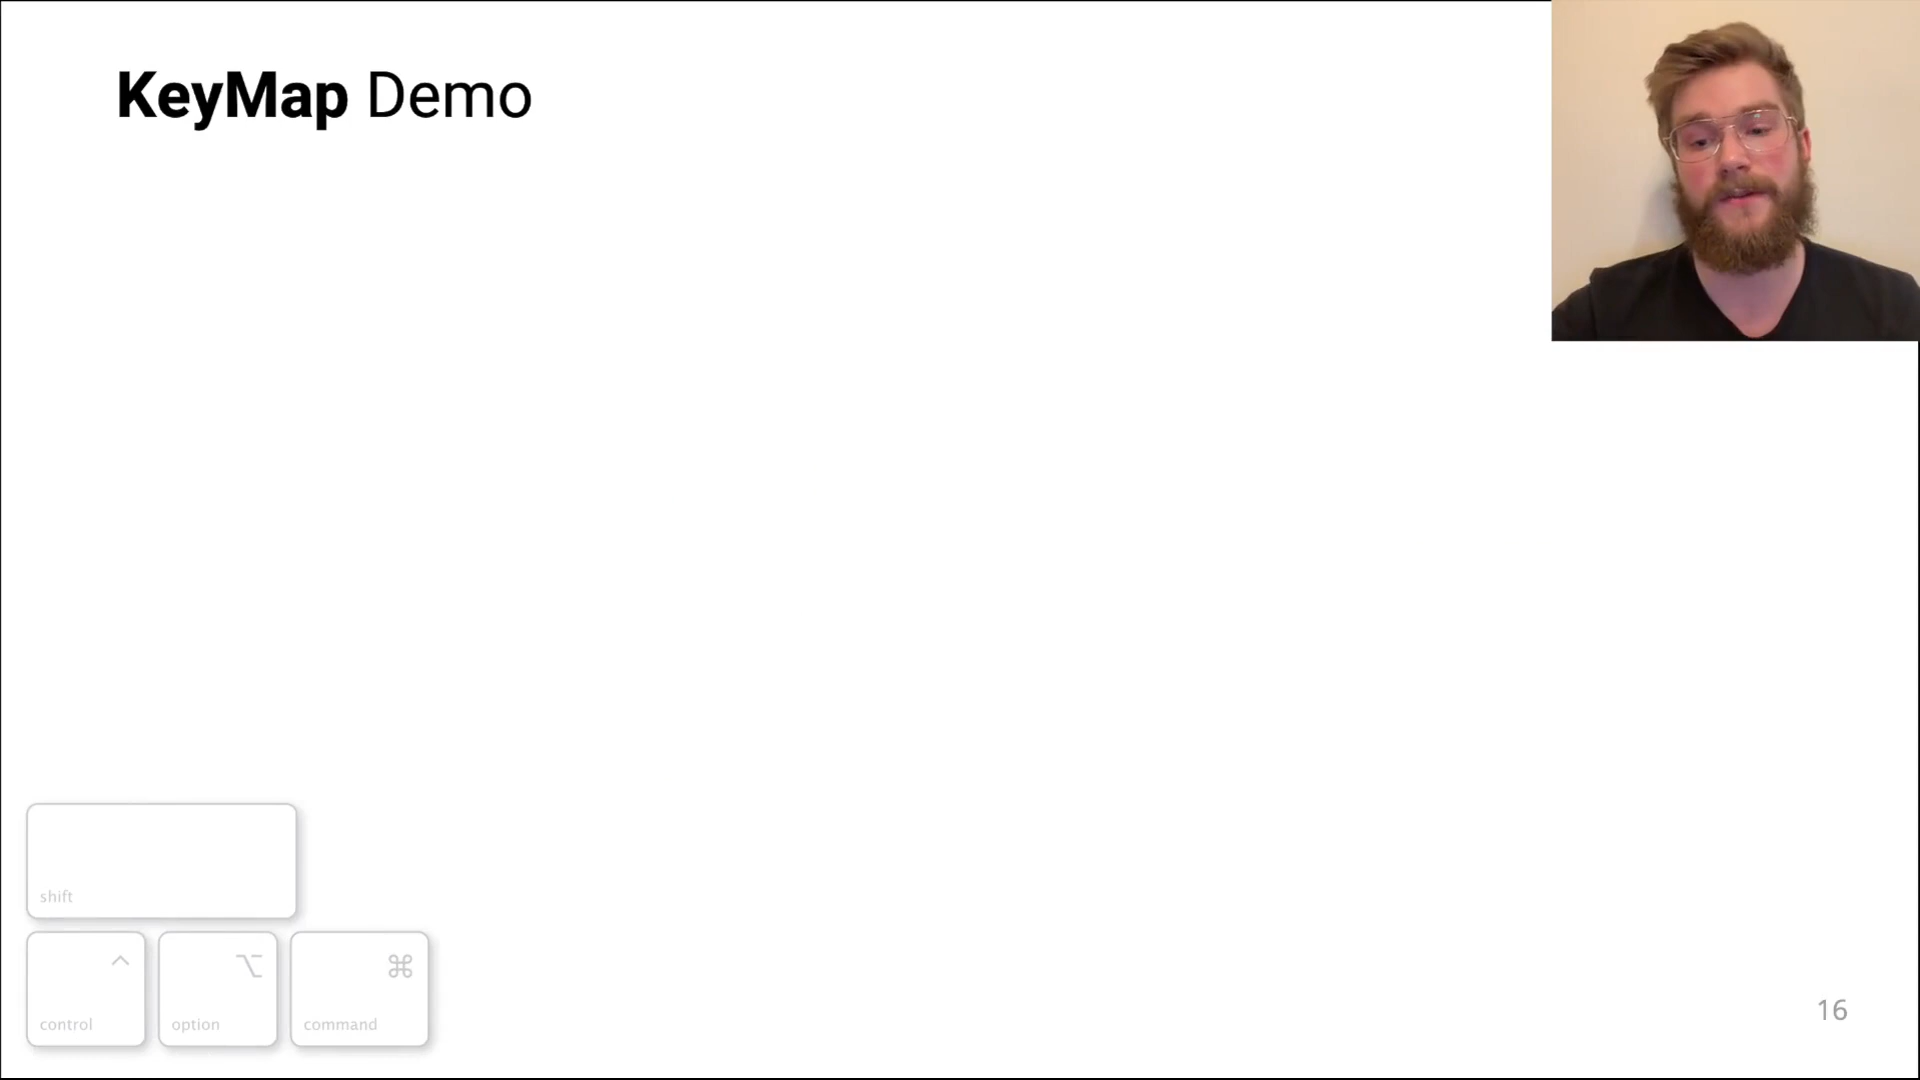 KeyMap Demo
shift
^ ⌥ ⌘
control option command
16